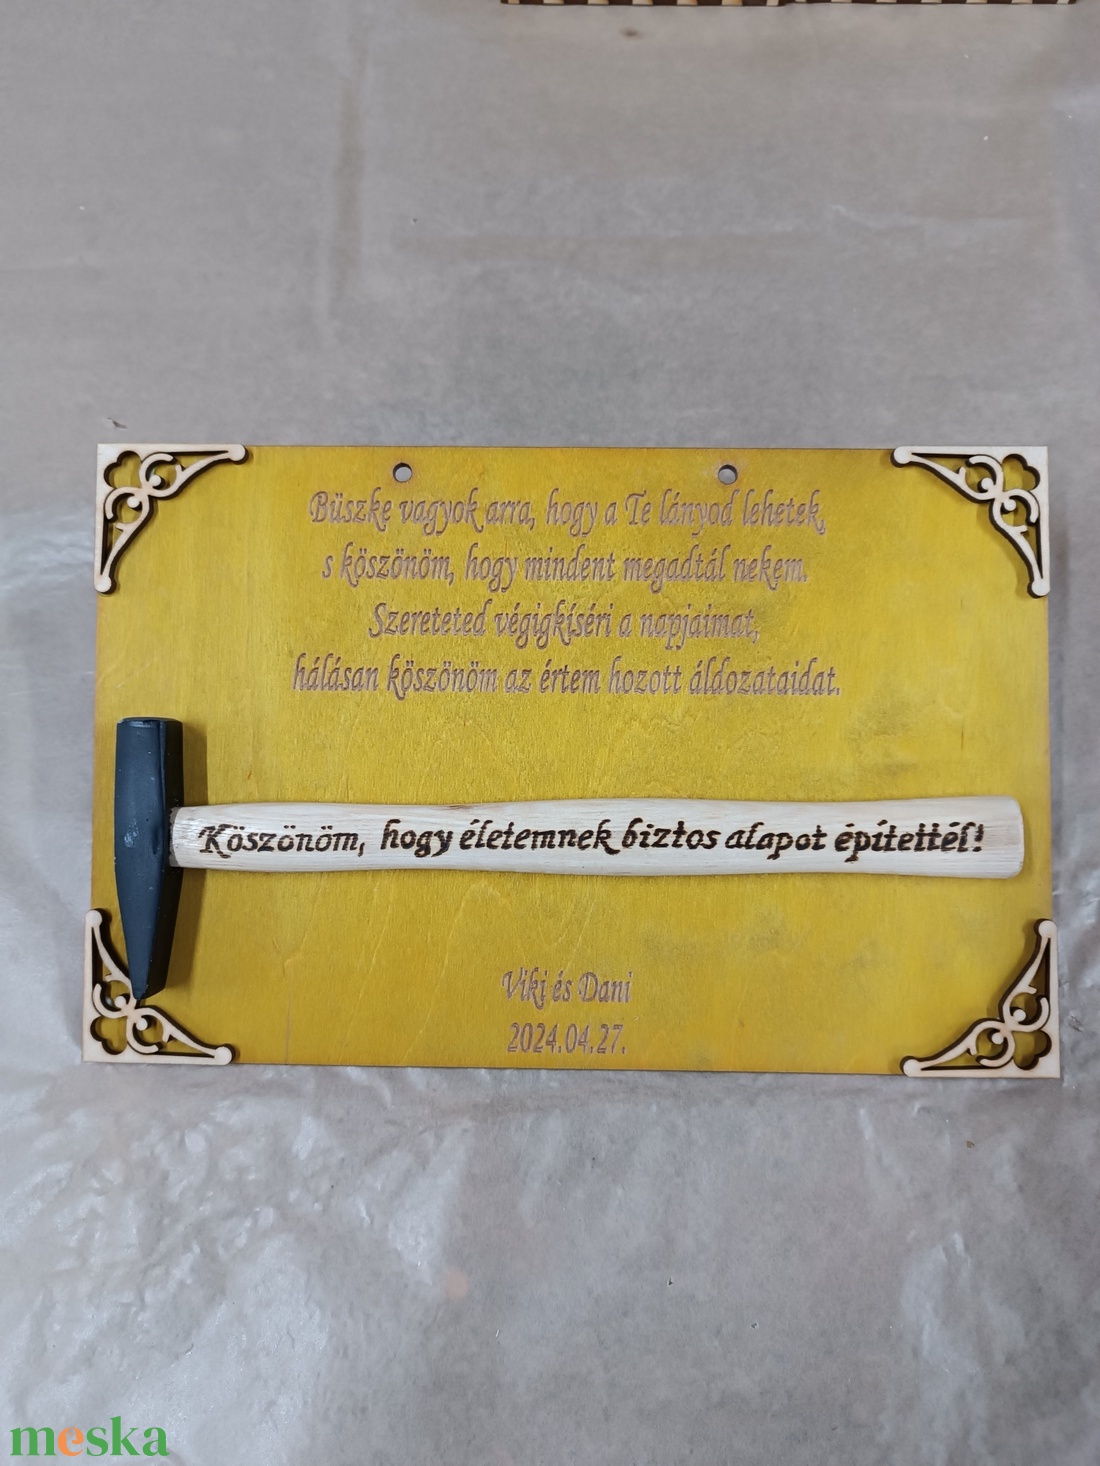 Büszke vagyok arra, hogy a Te lányod lehetek,
s köszönöm, hogy mindent megadtál nekem.
Szereteted végigkíséri a napjaimat,
hálásan köszönöm az értem hozott áldozataidat.
Köszönöm, hogy életemnek biztos alapot építettél!
Viki és Dani
2024.04.27.
meska